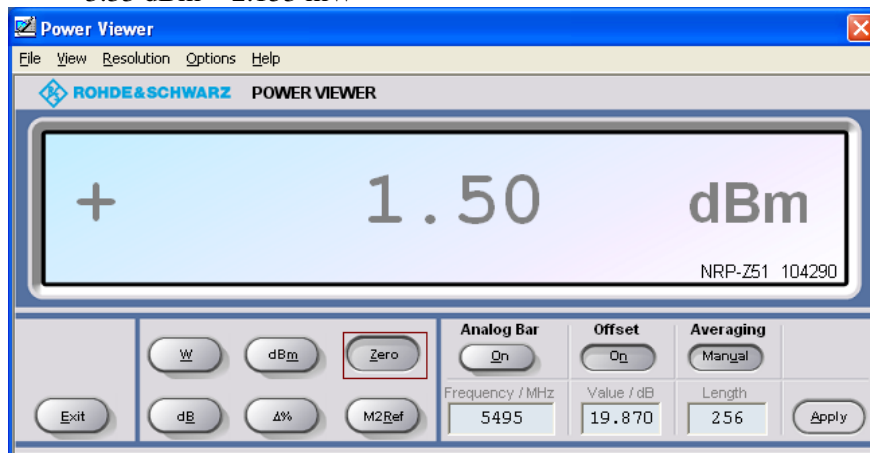 Power Viewer
File View Resolution Options Help
ROHDE&SCHWARZ POWER VIEWER
+ 1.50 dBm
NRP-Z51 104290
Analog Bar Offset Averaging
W dBm Zero On On Manual
Frequency / MHz Value / dB Length
Exit dB Δ% M2Ref 5495 19.870 256 Apply